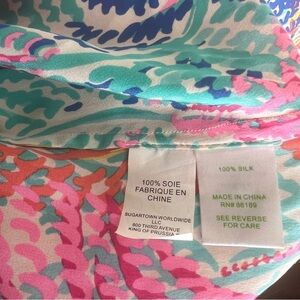 100% SOIE
FABRIQUE EN
CHINE
SUGARTOWN WORLDWIDE
LLC
800 THIRD AVENUE
KING OF PRUSSIA
100% SILK
MADE IN CHINA
RN# 86189
SEE REVERSE
FOR CARE